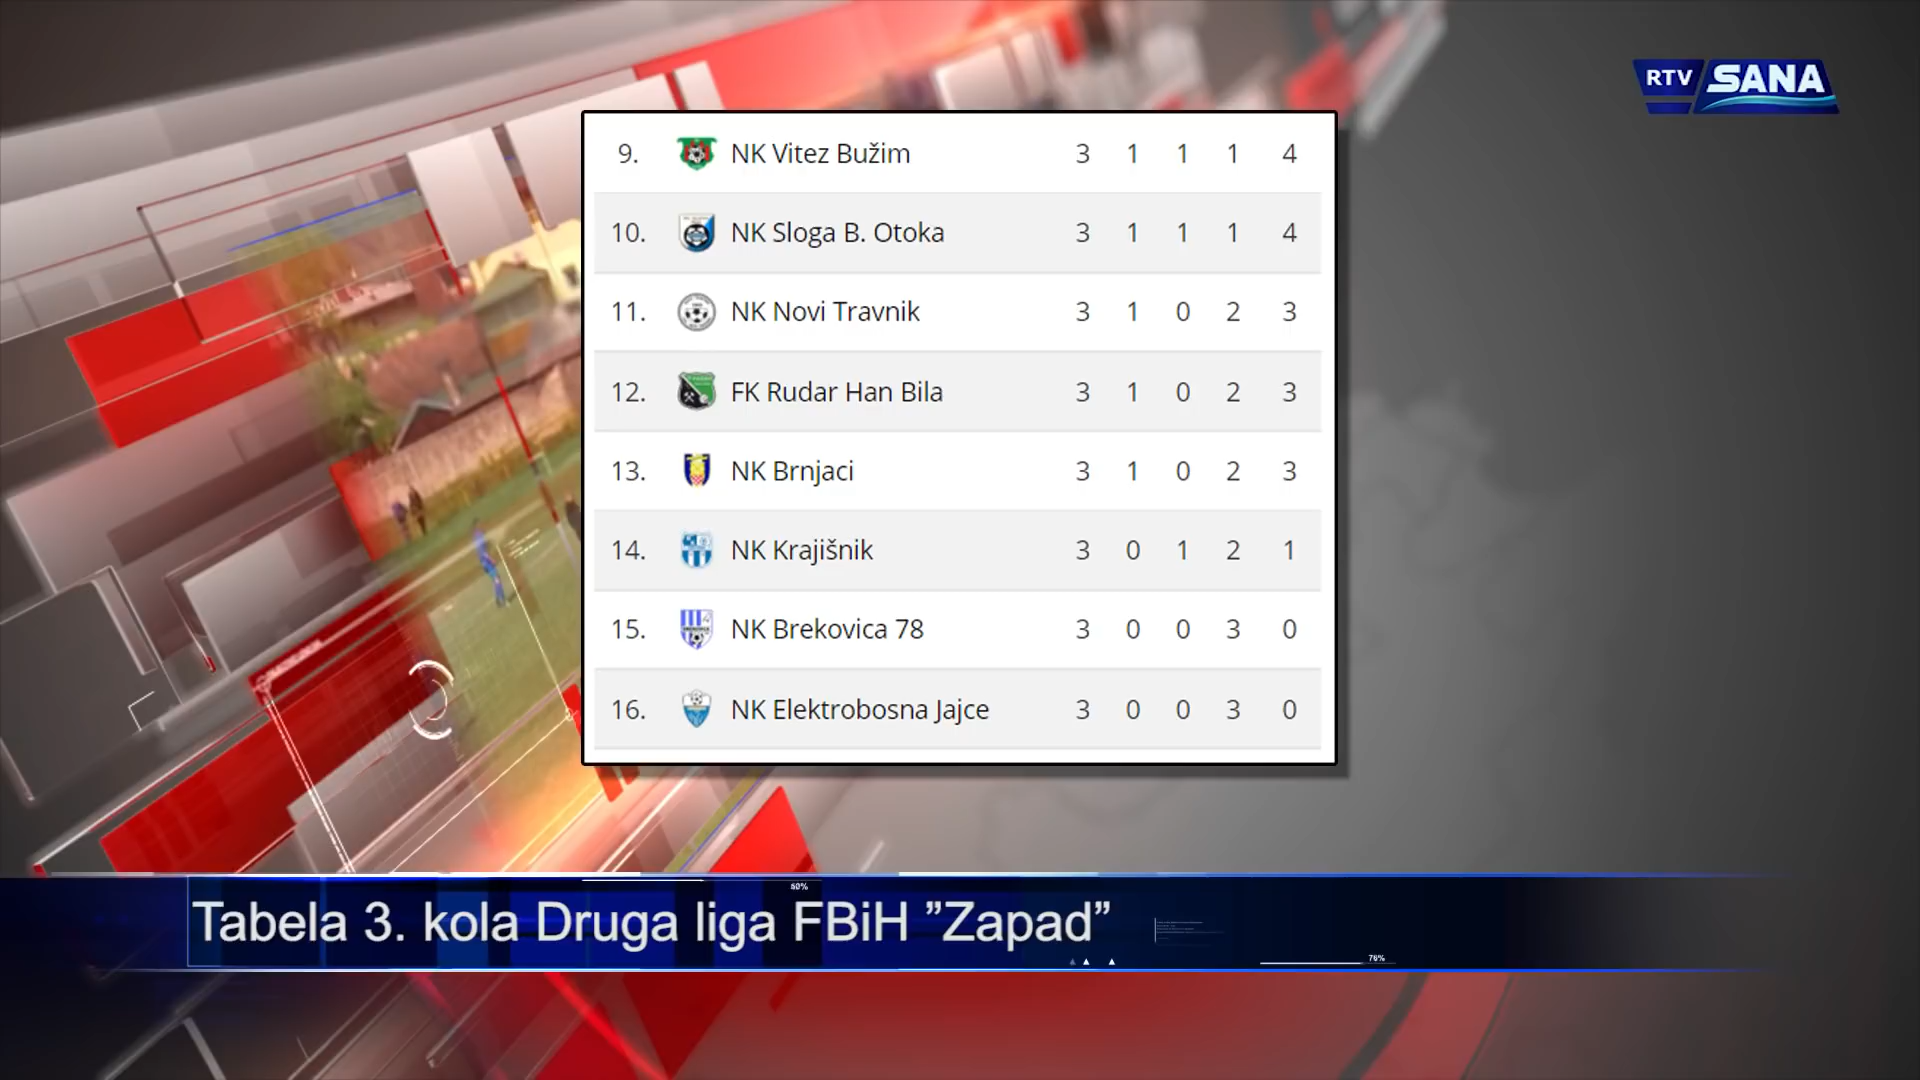 RTV SANA
9. NK Vitez Bužim 3 1 1 1 4
10. NK Sloga B. Otoka 3 1 1 1 4
11. NK Novi Travnik 3 1 0 2 3
12. FK Rudar Han Bila 3 1 0 2 3
13. NK Brnjaci 3 1 0 2 3
14. NK Krajišnik 3 0 1 2 1
15. NK Brekovica 78 3 0 0 3 0
16. NK Elektrobosna Jajce 3 0 0 3 0
60%
Tabela 3. kola Druga liga FBiH ”Zapad”
76%